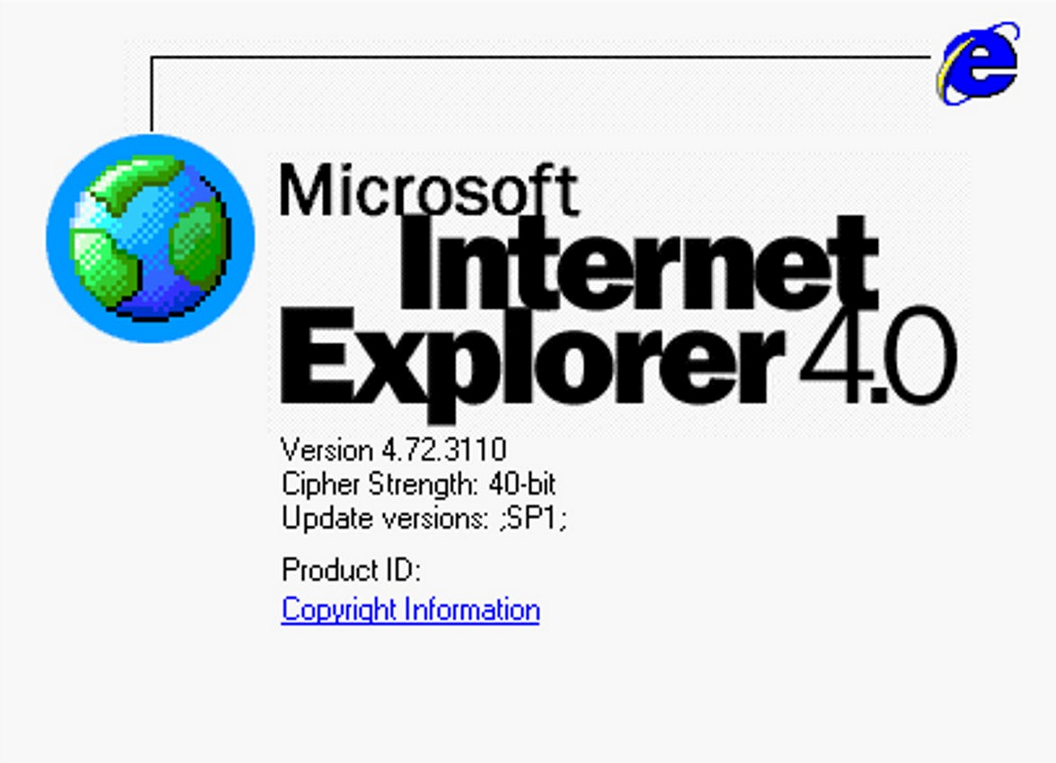 Microsoft
Internet
Explorer 4.0
Version 4.72.3110
Cipher Strength: 40-bit
Update versions: ;SP1;
Product ID:
Copyright Information